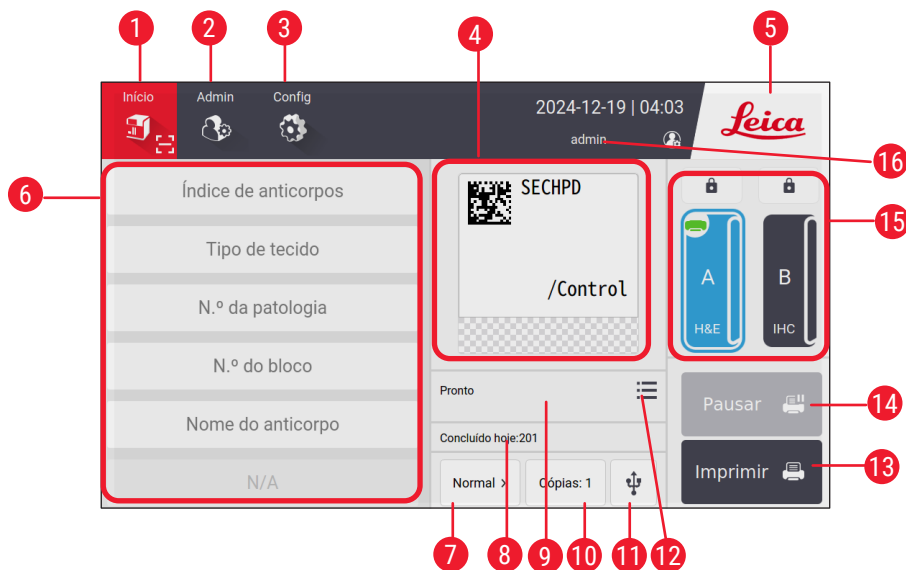 1
2
3
4
5
Início
Admin
Config
2024-12-19 | 04:03
admin
Leica
16
6
Índice de anticorpos
Tipo de tecido
N.º da patologia
N.º do bloco
Nome do anticorpo
N/A
SECHPD
/Control
15
A
H&E
B
IHC
Pronto
Concluído hoje:201
Normal >
Cópias: 1
Pausar
14
Imprimir
13
7
8
9
10
11
12